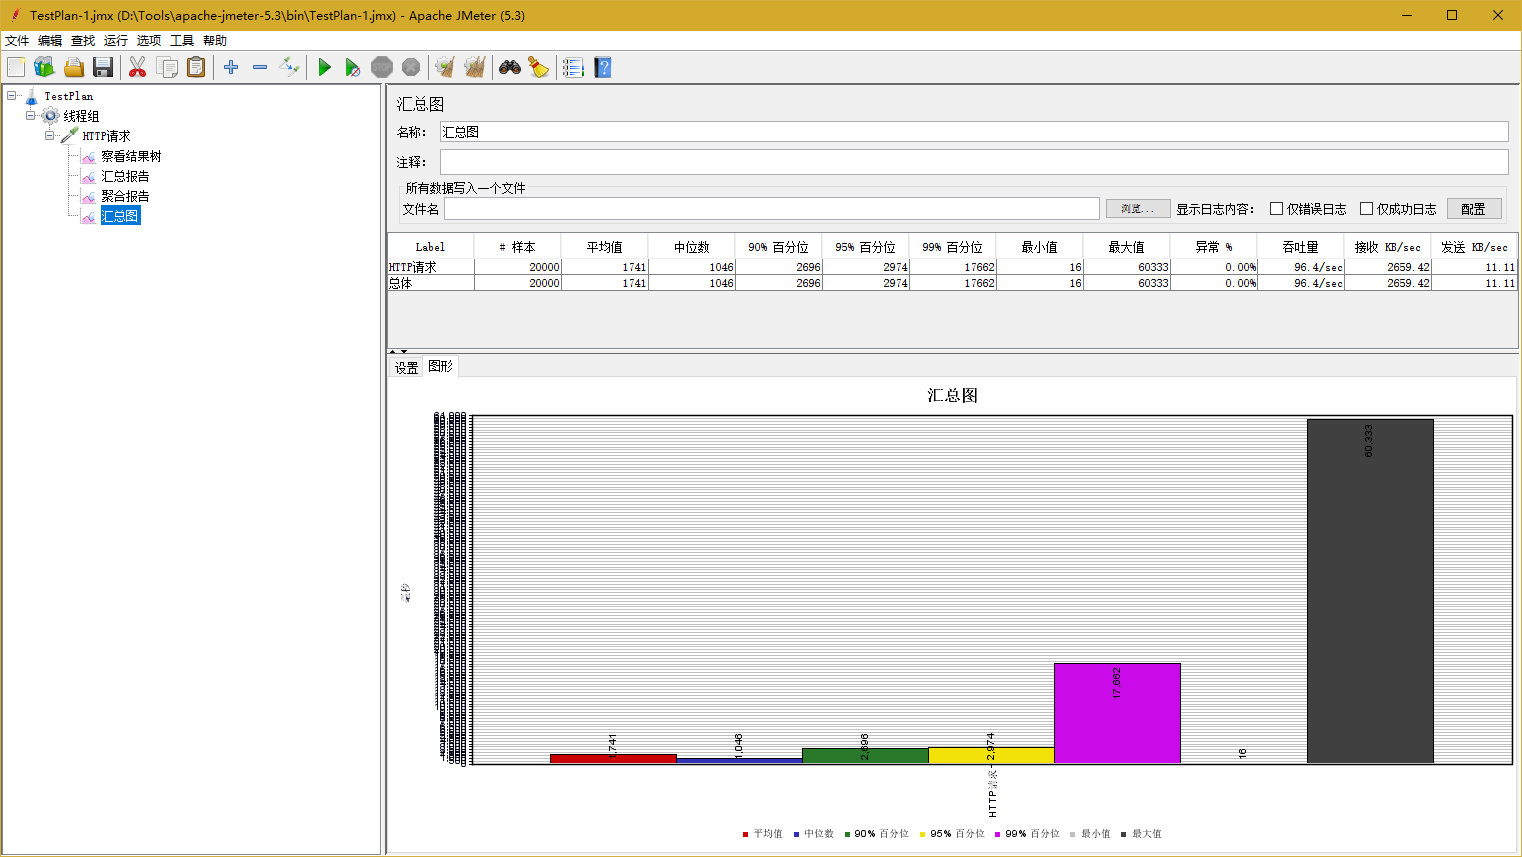 TestPlan-1.jmx (D:\Tools\apache-jmeter-5.3\bin\TestPlan-1.jmx) - Apache JMeter (5.3)
文件 编辑 查找 运行 选项 工具 帮助
TestPlan
线程组
HTTP请求
察看结果树
汇总报告
聚合报告
汇总图
汇总图
名称： 汇总图
注释：
所有数据写入一个文件
文件名 浏览... 显示日志内容： 仅错误日志 仅成功日志 配置
Label # 样本 平均值 中位数 90% 百分位 95% 百分位 99% 百分位 最小值 最大值 异常 % 吞吐量 接收 KB/sec 发送 KB/sec
HTTP请求 20000 1741 1046 2696 2974 17662 16 60333 0.00% 96.4/sec 2659.42 11.11
总体 20000 1741 1046 2696 2974 17662 16 60333 0.00% 96.4/sec 2659.42 11.11
设置 图形
汇总图
毫秒
1,741
1,046
2,696
2,974
17,662
16
60,333
HTTP请求
平均值 中位数 90% 百分位 95% 百分位 99% 百分位 最小值 最大值